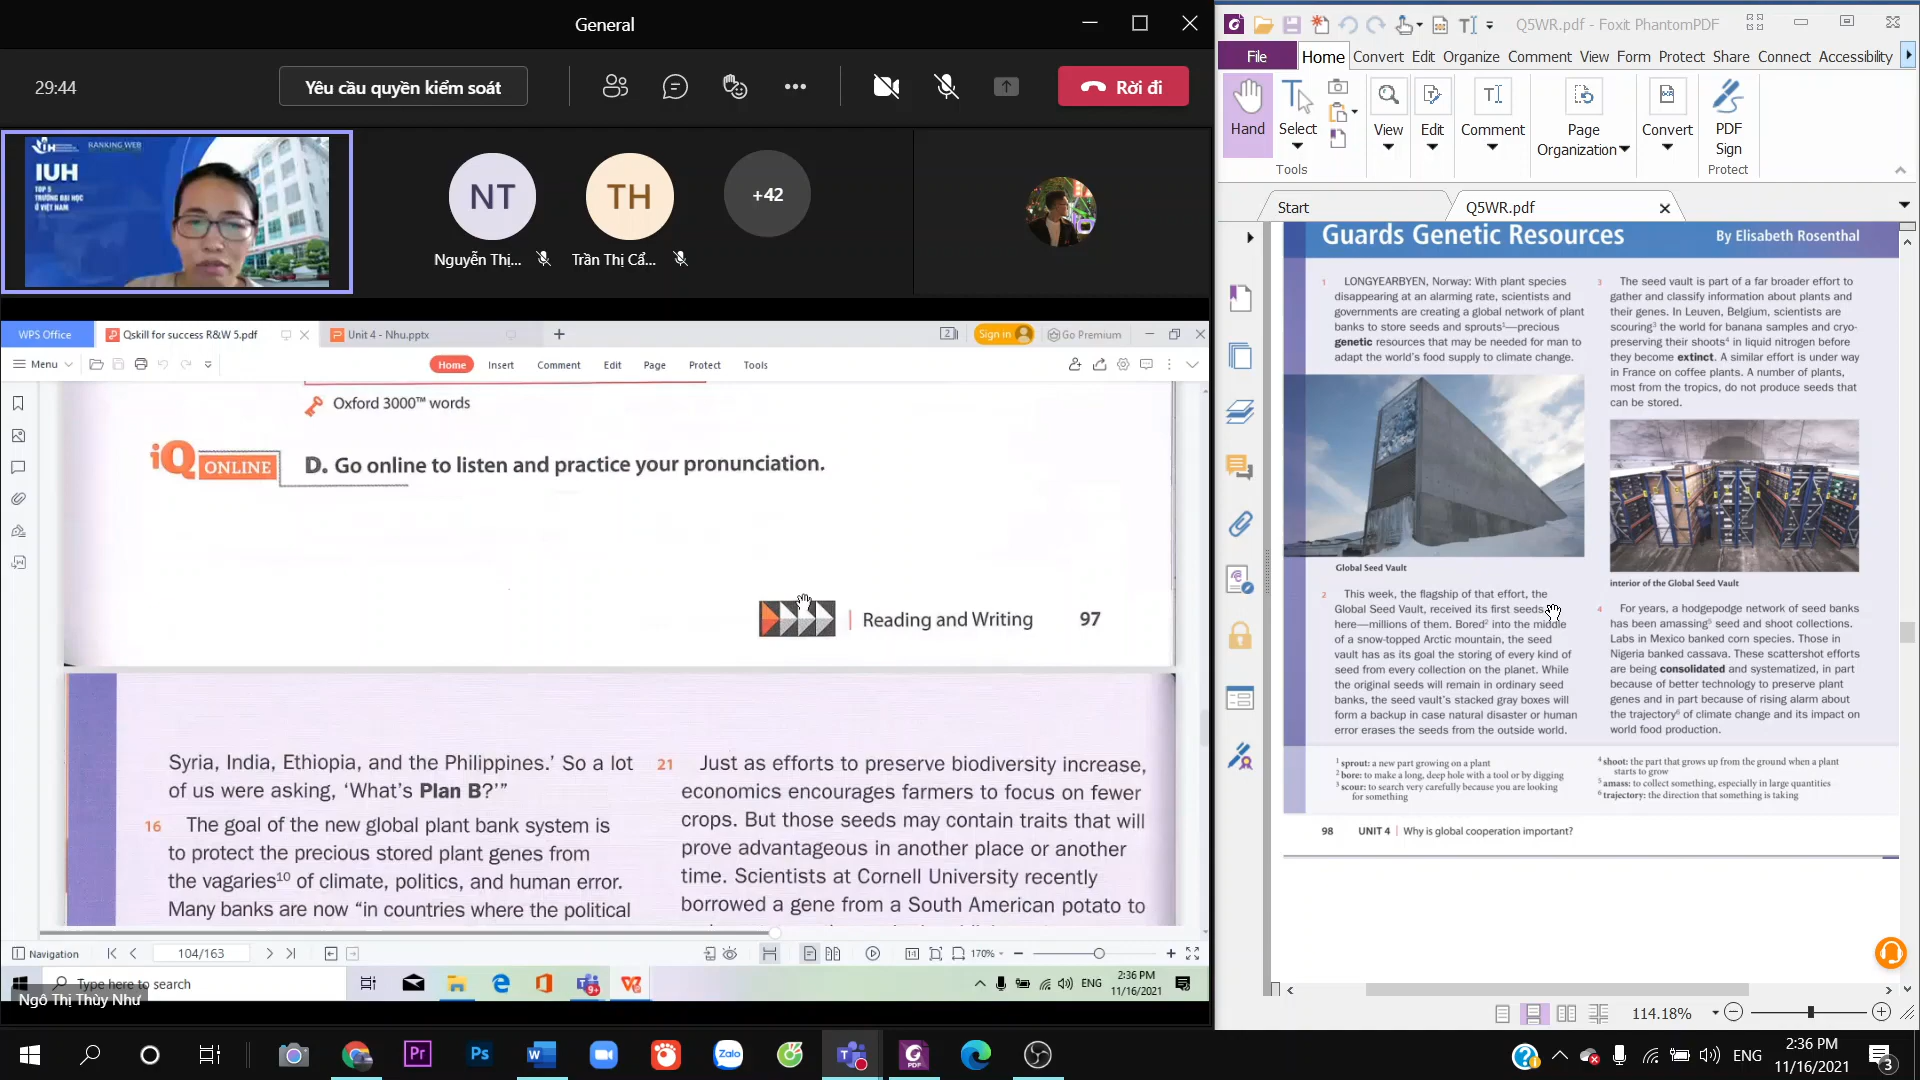 General
29:44
Yêu cầu quyền kiểm soát
Rời đi
RANKING WEB
IUH
TOP 5
TRƯỜNG ĐẠI HỌC
Ở VIỆT NAM
NT
TH
+42
Nguyễn Thị...
Trần Thị Cẩ...
WPS Office
Qskill for success R&W 5.pdf
Unit 4 - Nhu.pptx
+
2
Sign in
Go Premium
Menu
Home
Insert
Comment
Edit
Page
Protect
Tools
Oxford 3000™ words
iQ ONLINE
D. Go online to listen and practice your pronunciation.
Reading and Writing 97
Syria, India, Ethiopia, and the Philippines.’ So a lot
of us were asking, ‘What’s Plan B?’”
16 The goal of the new global plant bank system is
to protect the precious stored plant genes from
the vagaries10 of climate, politics, and human error.
Many banks are now “in countries where the political
21 Just as efforts to preserve biodiversity increase,
economics encourages farmers to focus on fewer
crops. But those seeds may contain traits that will
prove advantageous in another place or another
time. Scientists at Cornell University recently
borrowed a gene from a South American potato to
Navigation
104/163
170%
Type here to search
ENG
2:36 PM
11/16/2021
Ngô Thị Thùy Như
Q5WR.pdf - Foxit PhantomPDF
File
Home
Convert
Edit
Organize
Comment
View
Form
Protect
Share
Connect
Accessibility
Hand
Select
View
Edit
Comment
Page
Organization
Convert
PDF
Sign
Tools
Protect
Start
Q5WR.pdf
Guards Genetic Resources
By Elisabeth Rosenthal
1 LONGYEARBYEN, Norway: With plant species
disappearing at an alarming rate, scientists and
governments are creating a global network of plant
banks to store seeds and sprouts1—precious
genetic resources that may be needed for man to
adapt the world’s food supply to climate change.
Global Seed Vault
2 This week, the flagship of that effort, the
Global Seed Vault, received its first seeds
here—millions of them. Bored2 into the middle
of a snow-topped Arctic mountain, the seed
vault has as its goal the storing of every kind of
seed from every collection on the planet. While
the original seeds will remain in ordinary seed
banks, the seed vault’s stacked gray boxes will
form a backup in case natural disaster or human
error erases the seeds from the outside world.
3 The seed vault is part of a far broader effort to
gather and classify information about plants and
their genes. In Leuven, Belgium, scientists are
scouring3 the world for banana samples and cryo-
preserving their shoots4 in liquid nitrogen before
they become extinct. A similar effort is under way
in France on coffee plants. A number of plants,
most from the tropics, do not produce seeds that
can be stored.
interior of the Global Seed Vault
4 For years, a hodgepodge network of seed banks
has been amassing5 seed and shoot collections.
Labs in Mexico banked corn species. Those in
Nigeria banked cassava. These scattershot efforts
are being consolidated and systematized, in part
because of better technology to preserve plant
genes and in part because of rising alarm about
the trajectory6 of climate change and its impact on
world food production.
1 sprout: a new part growing on a plant
2 bore: to make a long, deep hole with a tool or by digging
3 scour: to search very carefully because you are looking
for something
4 shoot: the part that grows up from the ground when a plant
starts to grow
5 amass: to collect something, especially in large quantities
6 trajectory: the direction that something is taking
98 UNIT 4 | Why is global cooperation important?
114.18%
Pr
Ps
Zalo
ENG
2:36 PM
11/16/2021
3